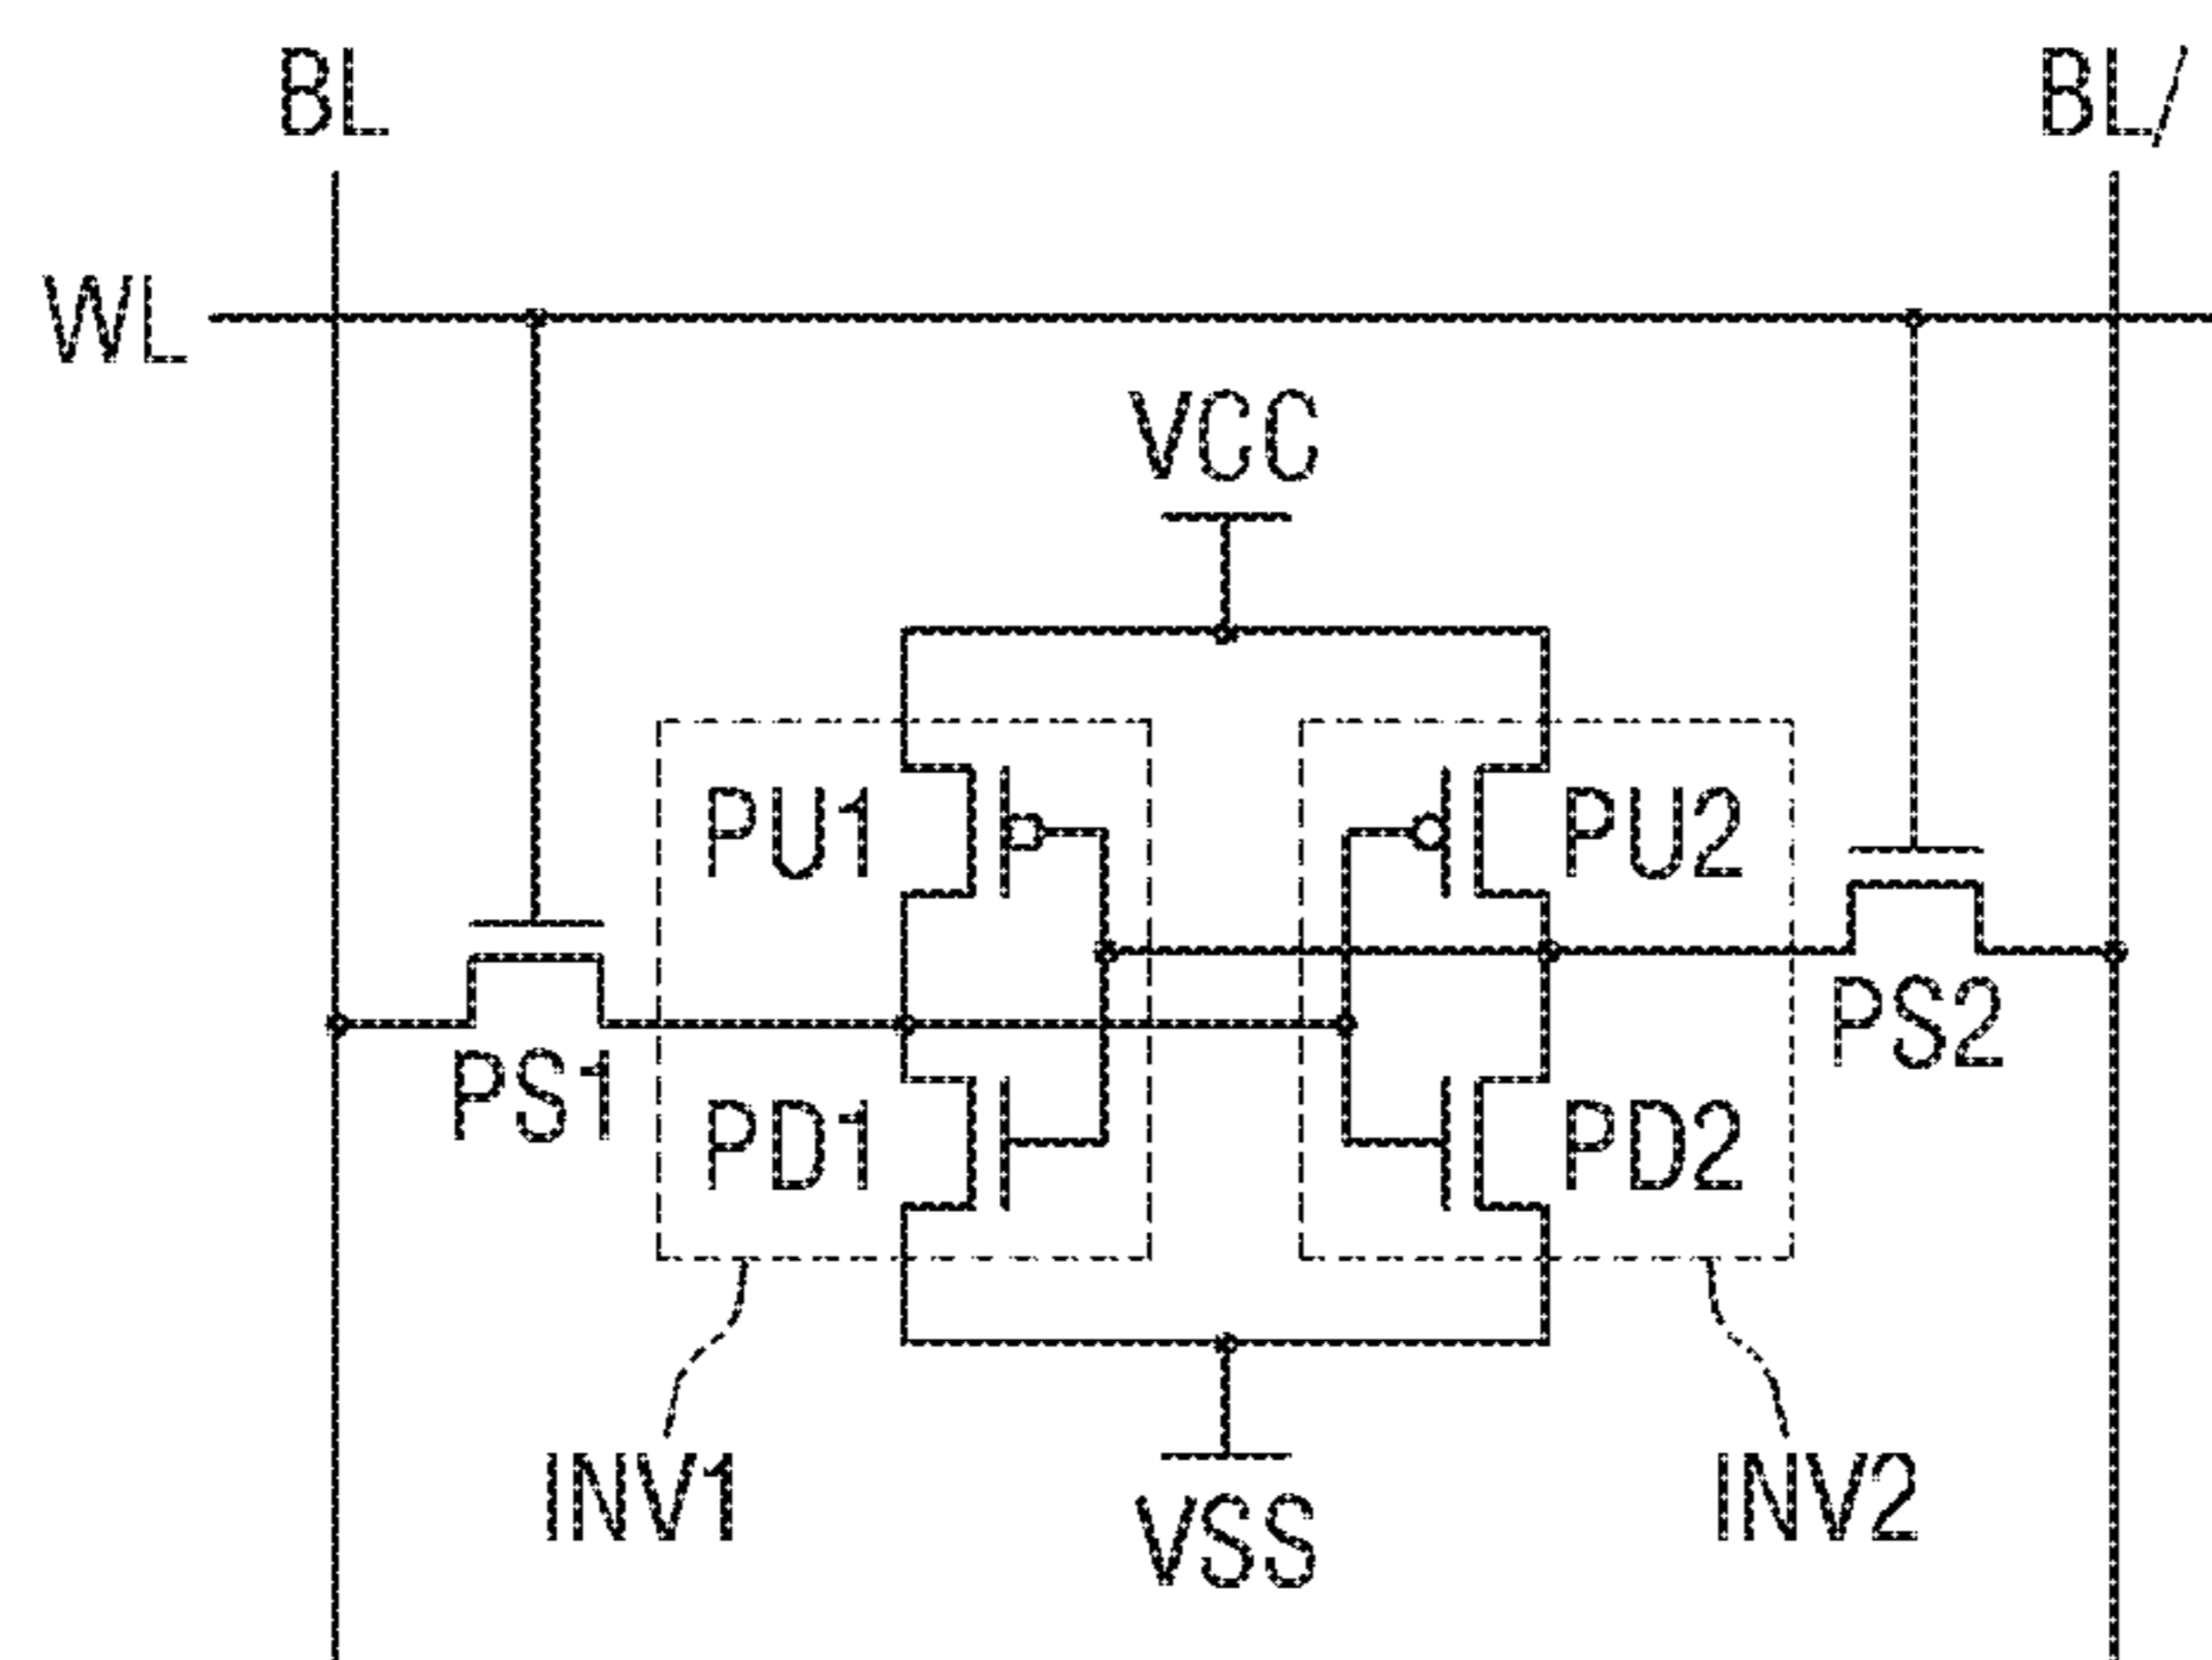 BL
BL/
WL
VCC
PU1
PU2
PS1
PS2
PD1
PD2
INV1
INV2
VSS